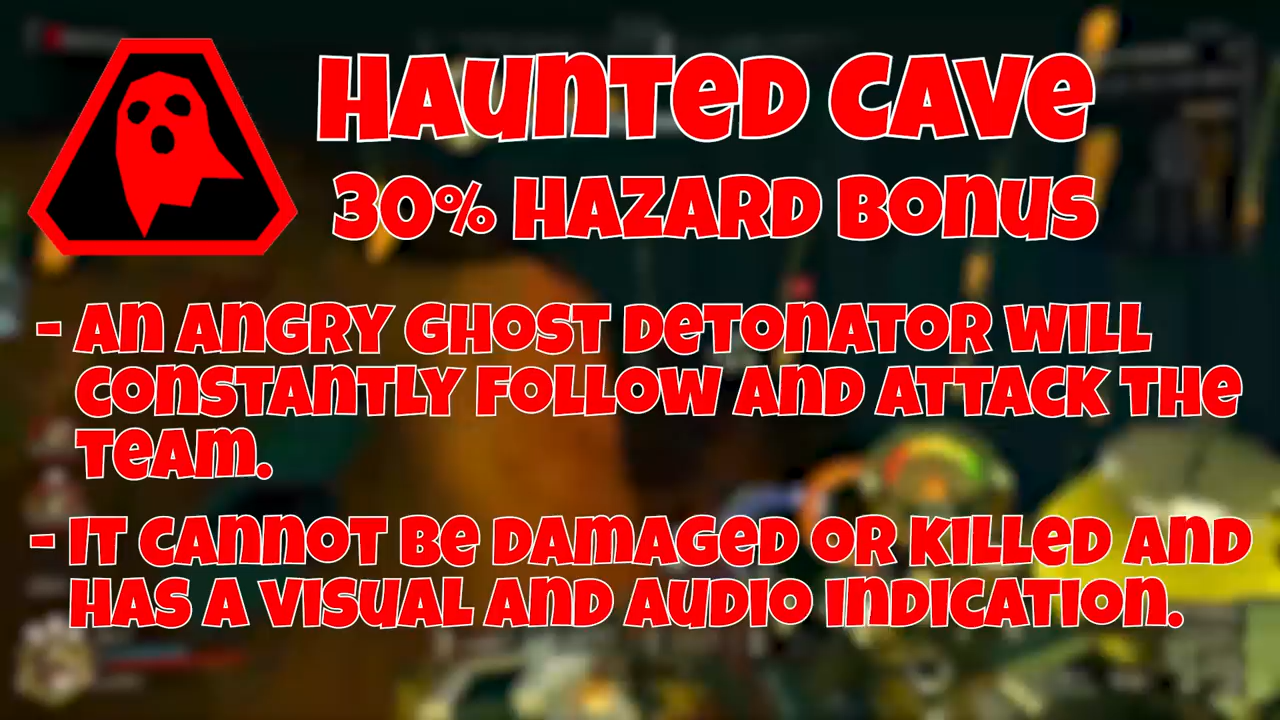 Haunted Cave
30% Hazard Bonus
- An angry ghost detonator will
constantly follow and attack the
team.
- It cannot be damaged or killed and
has a visual and audio indication.